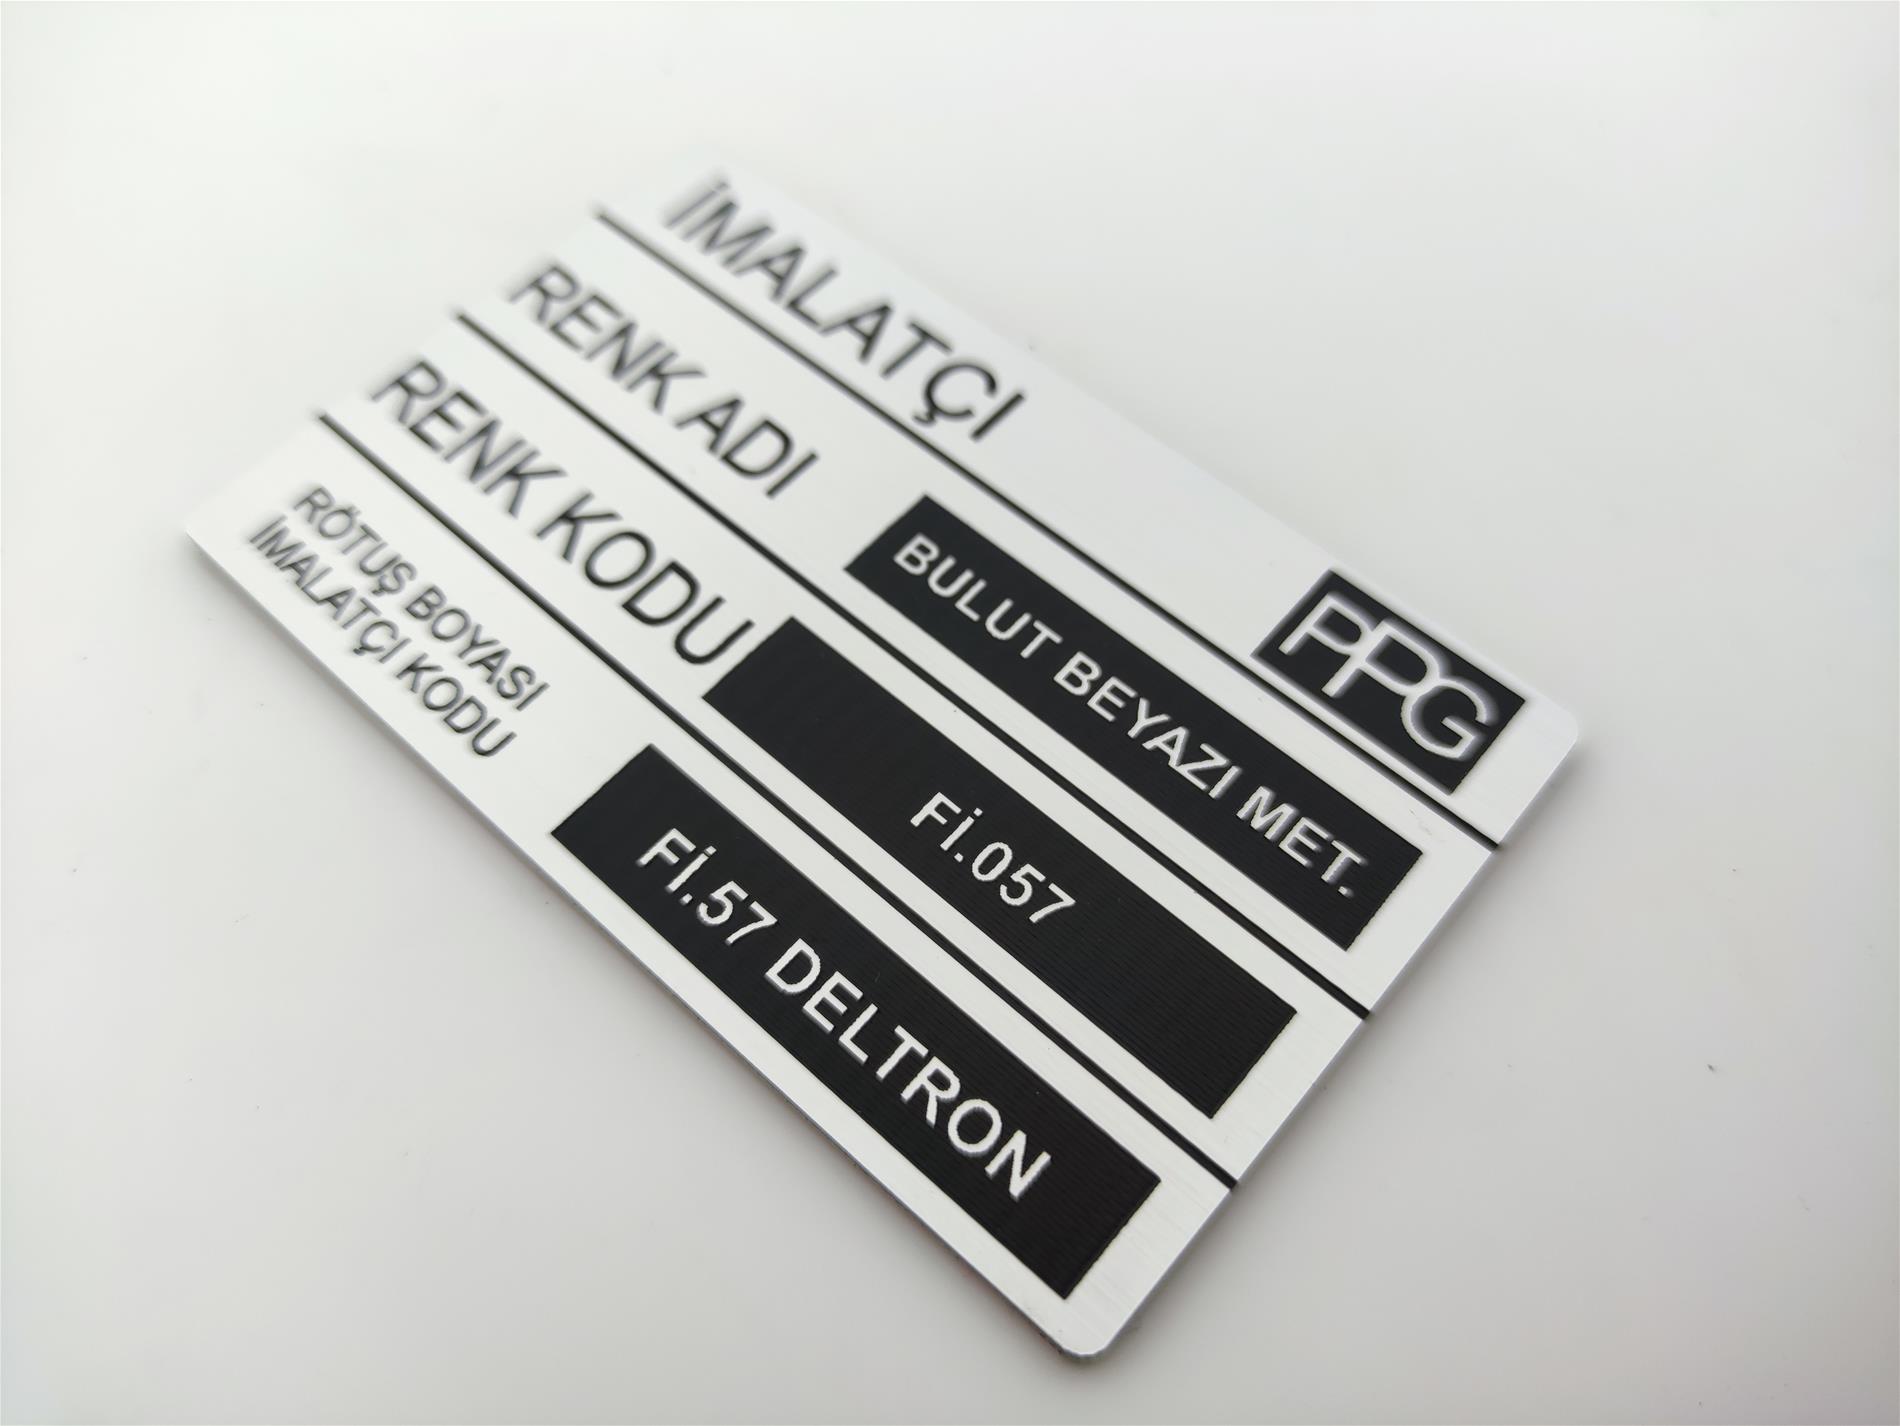 İMALATÇI PPG
RENK ADI BULUT BEYAZI MET.
RENK KODU Fİ.057
RÖTUŞ BOYASI
İMALATÇI KODU Fİ.57 DELTRON